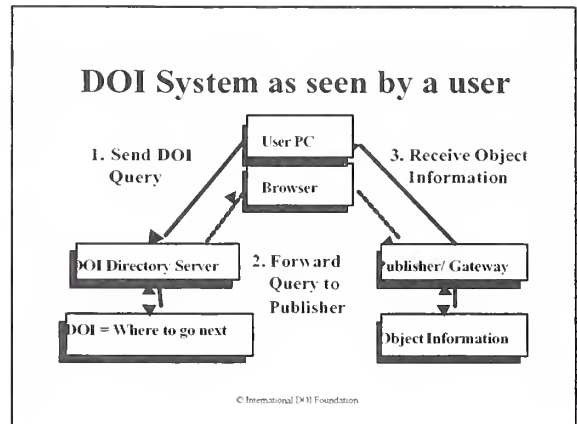 DOI System as seen by a user
User PC
Browser
1. Send DOI
Query
3. Receive Object
Information
DOI Directory Server
2. Forward
Query to
Publisher
Publisher/ Gateway
DOI = Where to go next
Object Information
© International DOI Foundation